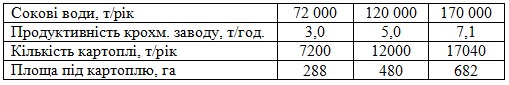 Сокові води, т/рік 72 000 120 000 170 000
Продуктивність крохм. заводу, т/год. 3,0 5,0 7,1
Кількість картоплі, т/рік 7200 12000 17040
Площа під картоплю, га 288 480 682